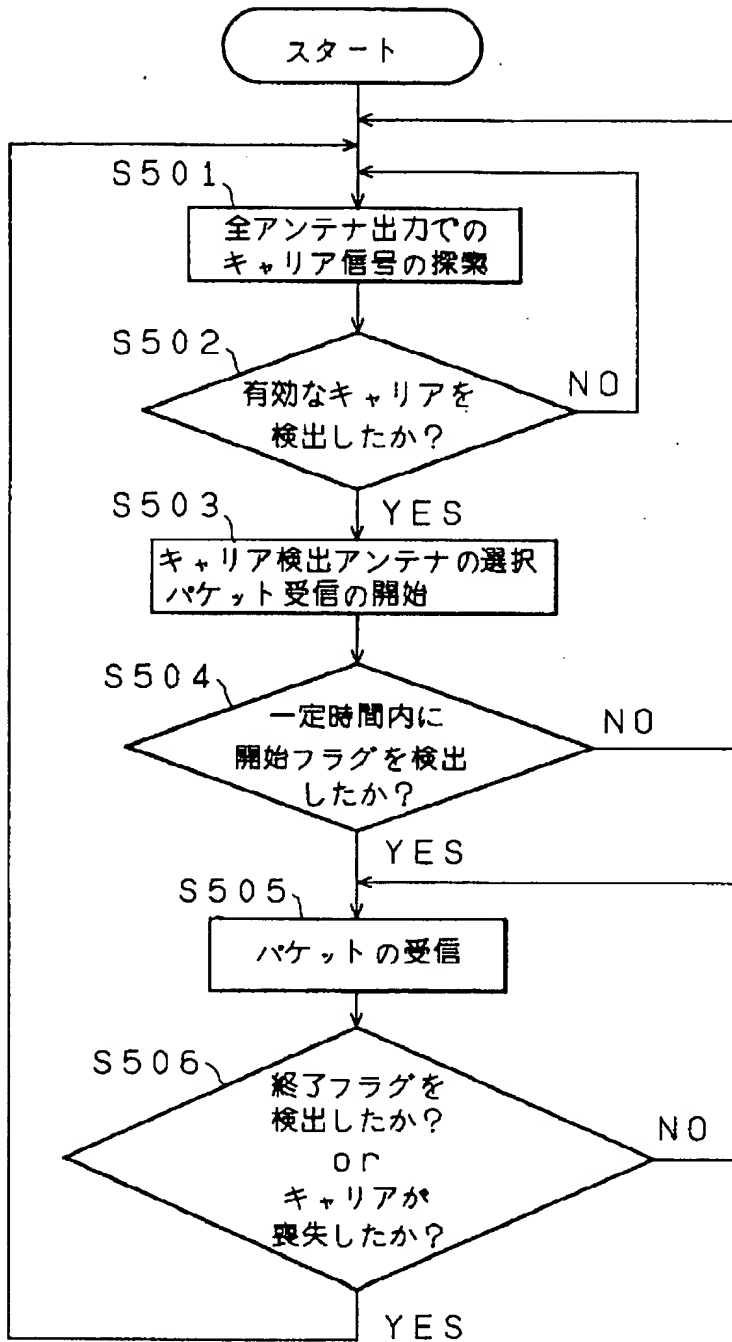 スタート
S501
全アンテナ出力での
キャリア信号の探索
S502
有効なキャリアを
検出したか?
NO
YES
S503
キャリア検出アンテナの選択
パケット受信の開始
S504
一定時間内に
開始フラグを検出
したか?
NO
YES
S505
パケットの受信
S506
終了フラグを
検出したか?
or
キャリアが
喪失したか?
NO
YES